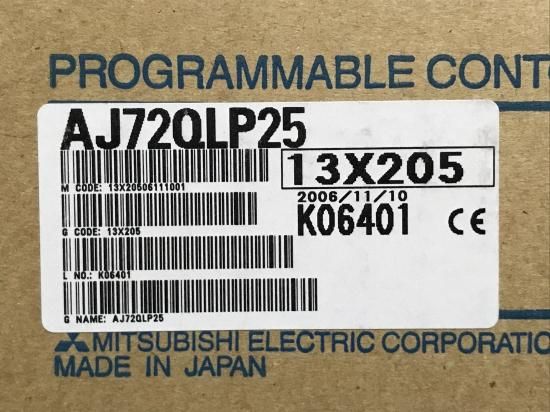 PROGRAMMABLE CONT
AJ72QLP25
13X205
M CODE: 13X20506111001
2006/11/10
K06401 CE
G CODE: 13X205
L NO.: K06401
G NAME: AJ72QLP25
MITSUBISHI ELECTRIC CORPORATIO
MADE IN JAPAN